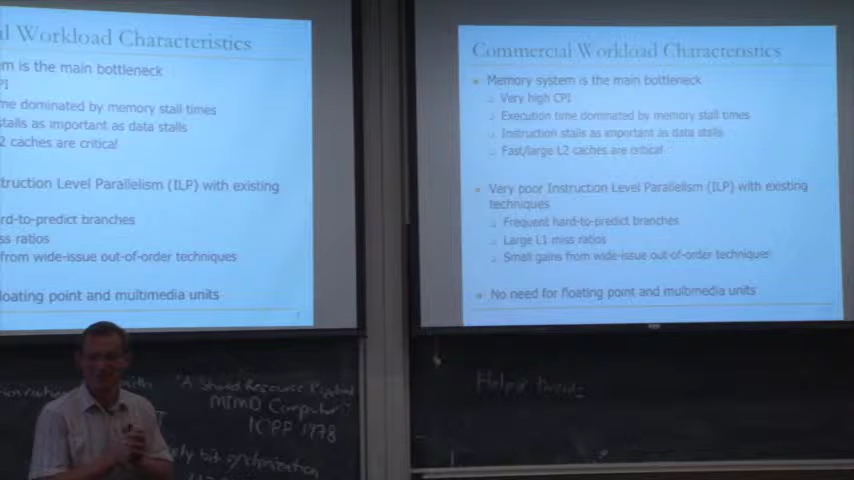 l Workload Characteristics
m is the main bottleneck
PI
me dominated by memory stall times
stalls as important as data stalls
2 caches are critical
truction Level Parallelism (ILP) with existing
rd-to-predict branches
ss ratios
from wide-issue out-of-order techniques
loating point and multimedia units
Commercial Workload Characteristics
Memory system is the main bottleneck
Very high CPI
Execution time dominated by memory stall times
Instruction stalls as important as data stalls
Fast/large L2 caches are critical
Very poor Instruction Level Parallelism (ILP) with existing
techniques
Frequent hard-to-predict branches
Large L1 miss ratios
Small gains from wide-issue out-of-order techniques
No need for floating point and multimedia units
"A Shared Resource
MIMD Computer"
ICPP 1978
bit synchronization
Helper